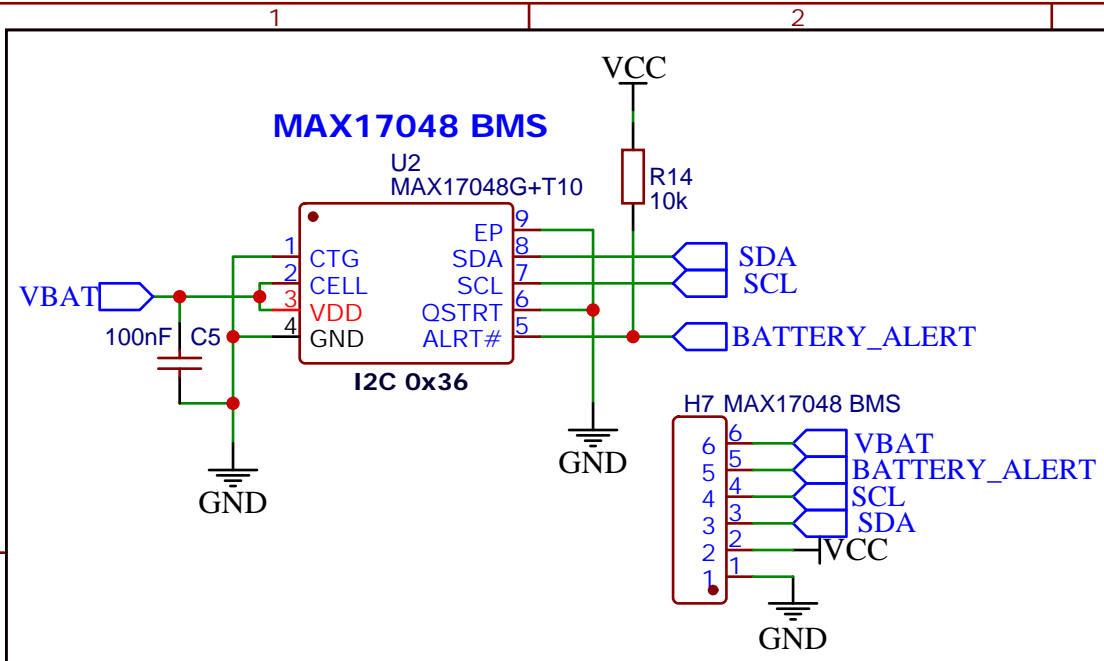 1
2
VCC
MAX17048 BMS
U2
MAX17048G+T10
R14
10k
1
2
3
4
CTG
CELL
VDD
GND
EP
SDA
SCL
QSTRT
ALRT#
9
8
7
6
5
VBAT
100nF C5
I2C 0x36
SDA
SCL
BATTERY_ALERT
GND
GND
H7 MAX17048 BMS
6 6 VBAT
5 5 BATTERY_ALERT
4 4 SCL
3 3 SDA
2 2 VCC
1 1
GND